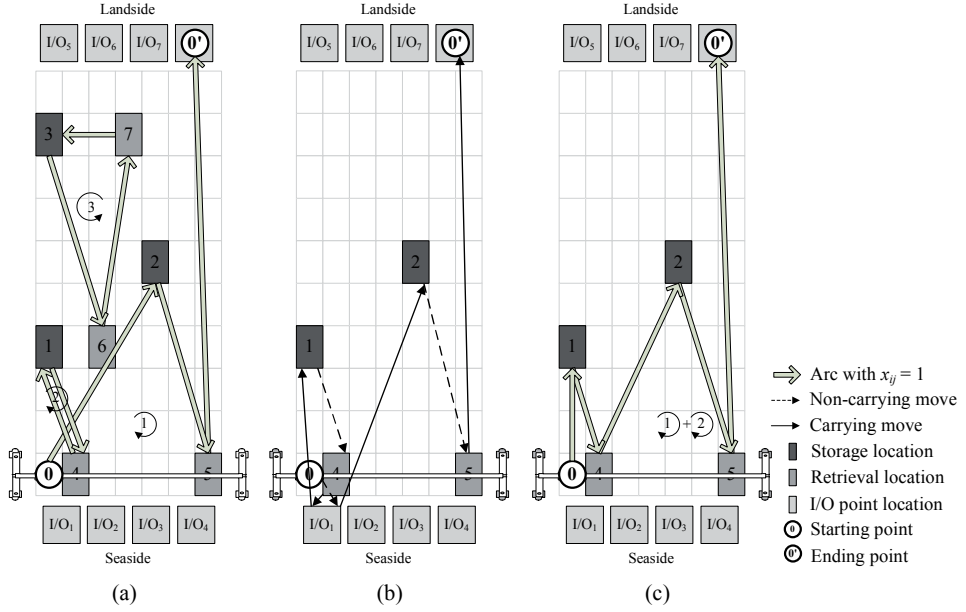 Landside
I/O5 I/O6 I/O7 0'
3 7
3
2
1 6
2
1
0 4 5
I/O1 I/O2 I/O3 I/O4
Seaside
(a)
Landside
I/O5 I/O6 I/O7 0'
2
1
0 4 5
I/O1 I/O2 I/O3 I/O4
Seaside
(b)
Landside
I/O5 I/O6 I/O7 0'
2
1
1 + 2
0 4 5
I/O1 I/O2 I/O3 I/O4
Seaside
(c)
Arc with xij = 1
Non-carrying move
Carrying move
Storage location
Retrieval location
I/O point location
0 Starting point
0' Ending point